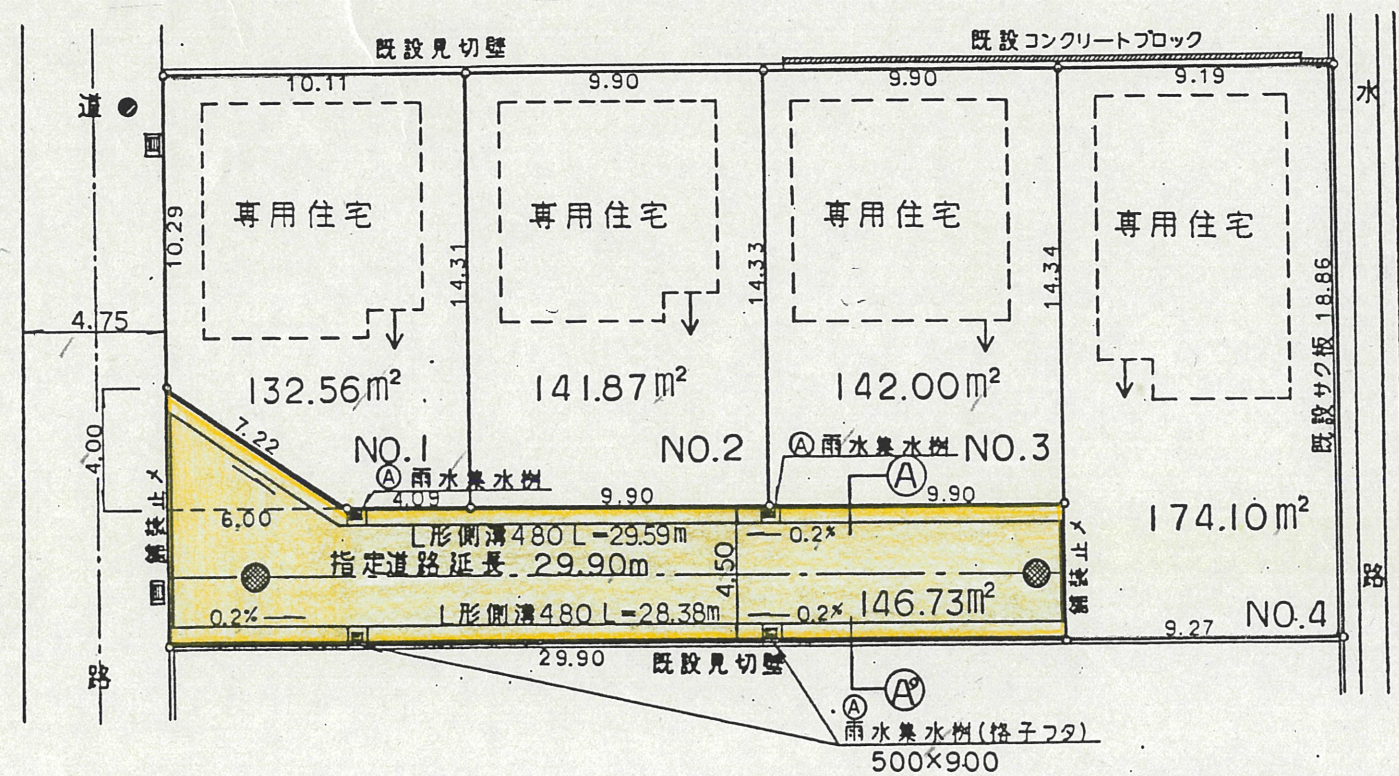 既設見切壁
既設コンクリートブロック
10.11
9.90
9.90
9.19
道
水
専用住宅
専用住宅
専用住宅
専用住宅
10.29
14.31
14.33
14.34
既設サク板 18.86
4.75
132.56m²
141.87m²
142.00m²
174.10m²
4.00
7.22
NO.1
NO.2
NO.3
NO.4
Ⓐ 雨水集水桝
Ⓐ 雨水集水桝
Ⓐ
4.09
9.90
9.90
舗装止メ
6.00
L形側溝480 L=29.59m
0.2%
指定道路延長 29.90m
4.50
舗装止メ
路
0.2%
L形側溝480 L=28.38m
0.2%
146.73m²
9.27
29.90
既設見切壁
路
Ⓐ
雨水集水桝(格子フタ)
500×900